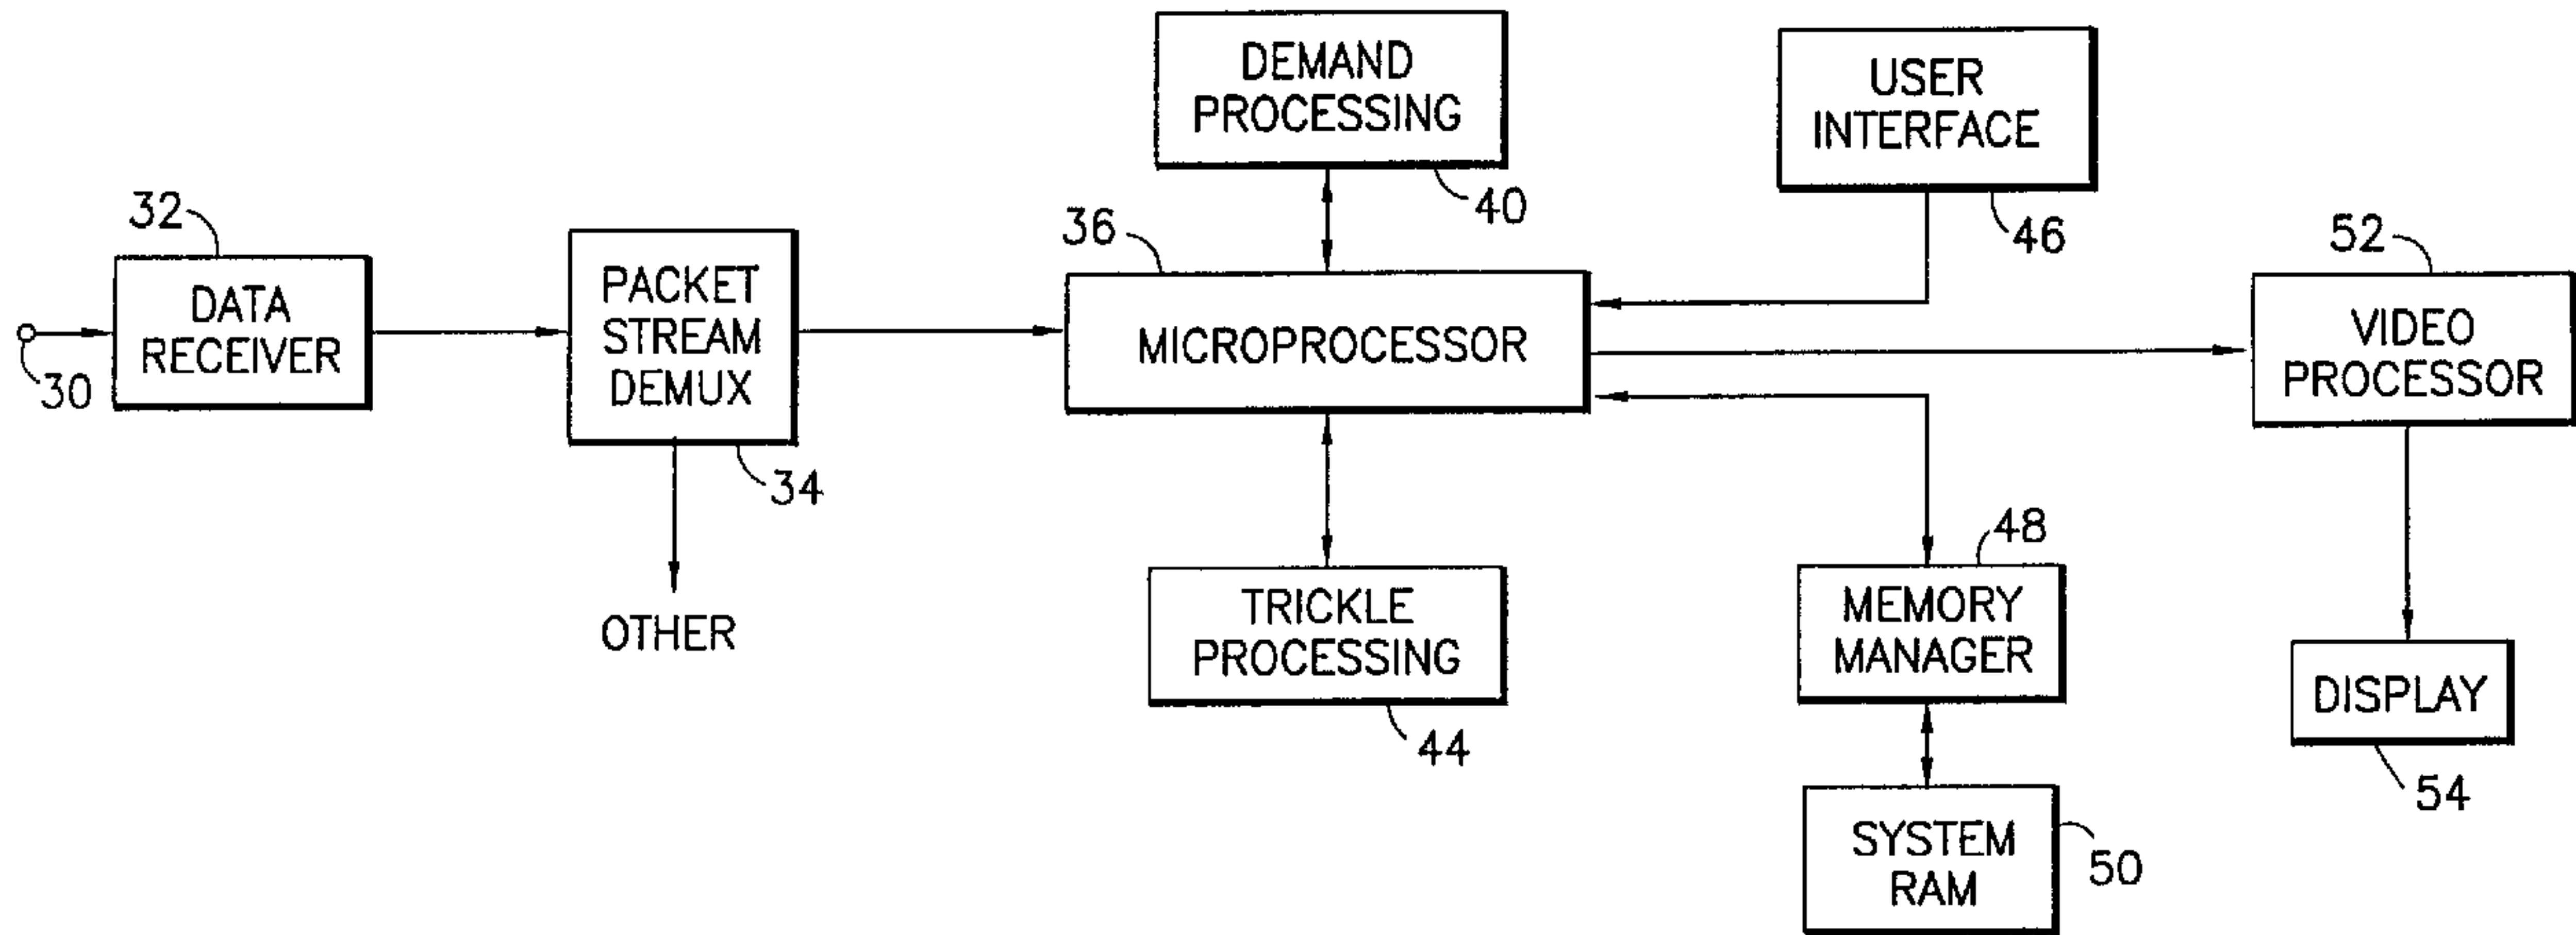 DEMAND
PROCESSING
40
USER
INTERFACE
46
32
DATA
RECEIVER
30
PACKET
STREAM
DEMUX
34
OTHER
36
MICROPROCESSOR
52
VIDEO
PROCESSOR
TRICKLE
PROCESSING
44
48
MEMORY
MANAGER
DISPLAY
54
SYSTEM
RAM
50